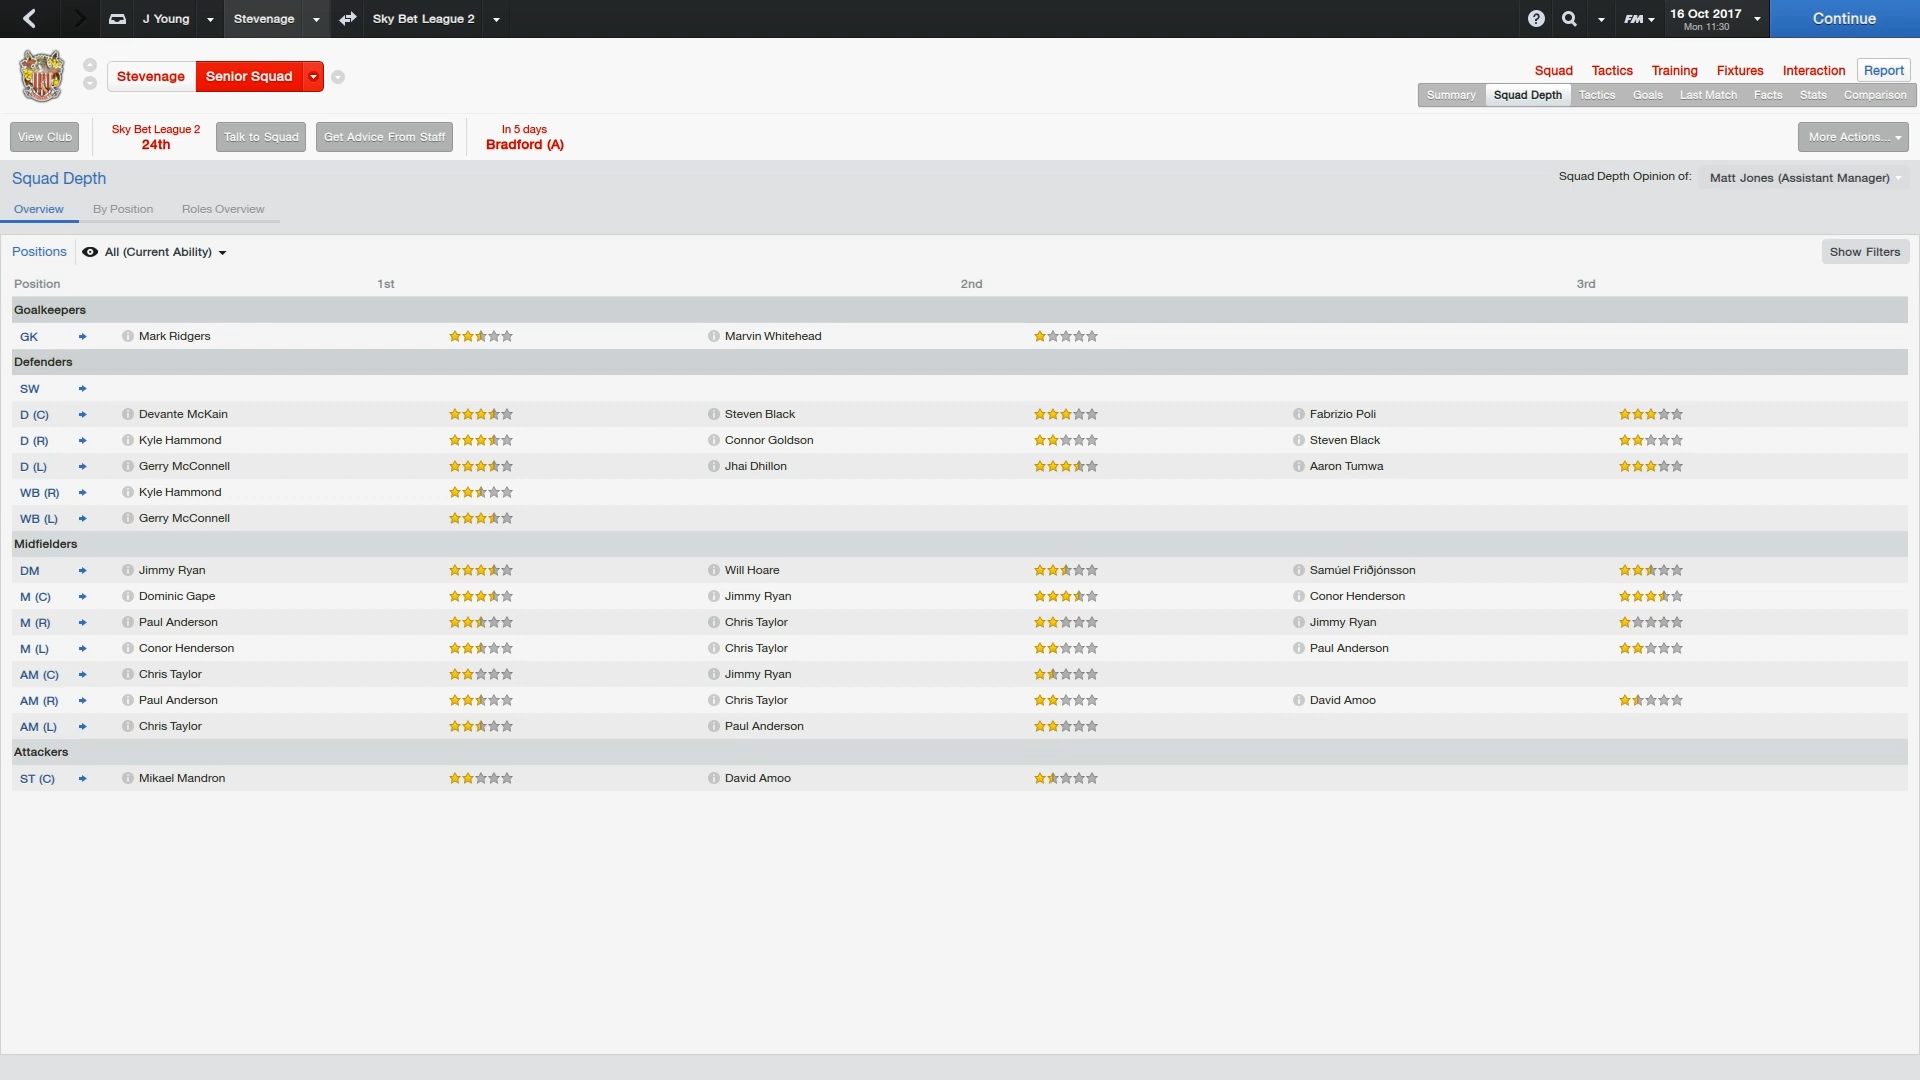 J Young Stevenage Sky Bet League 2 ? FM 16 Oct 2017 Mon 11:30 Continue
Stevenage Senior Squad
Squad Tactics Training Fixtures Interaction Report
Summary Squad Depth Tactics Goals Last Match Facts Stats Comparison
View Club Sky Bet League 2 24th Talk to Squad Get Advice From Staff In 5 days Bradford (A) More Actions...
Squad Depth Squad Depth Opinion of: Matt Jones (Assistant Manager)
Overview By Position Roles Overview
Positions All (Current Ability) Show Filters
Position 1st 2nd 3rd
Goalkeepers
GK Mark Ridgers Marvin Whitehead
Defenders
SW
D (C) Devante McKain Steven Black Fabrizio Poli
D (R) Kyle Hammond Connor Goldson Steven Black
D (L) Gerry McConnell Jhai Dhillon Aaron Tumwa
WB (R) Kyle Hammond
WB (L) Gerry McConnell
Midfielders
DM Jimmy Ryan Will Hoare Samúel Friðjónsson
M (C) Dominic Gape Jimmy Ryan Conor Henderson
M (R) Paul Anderson Chris Taylor Jimmy Ryan
M (L) Conor Henderson Chris Taylor Paul Anderson
AM (C) Chris Taylor Jimmy Ryan
AM (R) Paul Anderson Chris Taylor David Amoo
AM (L) Chris Taylor Paul Anderson
Attackers
ST (C) Mikael Mandron David Amoo